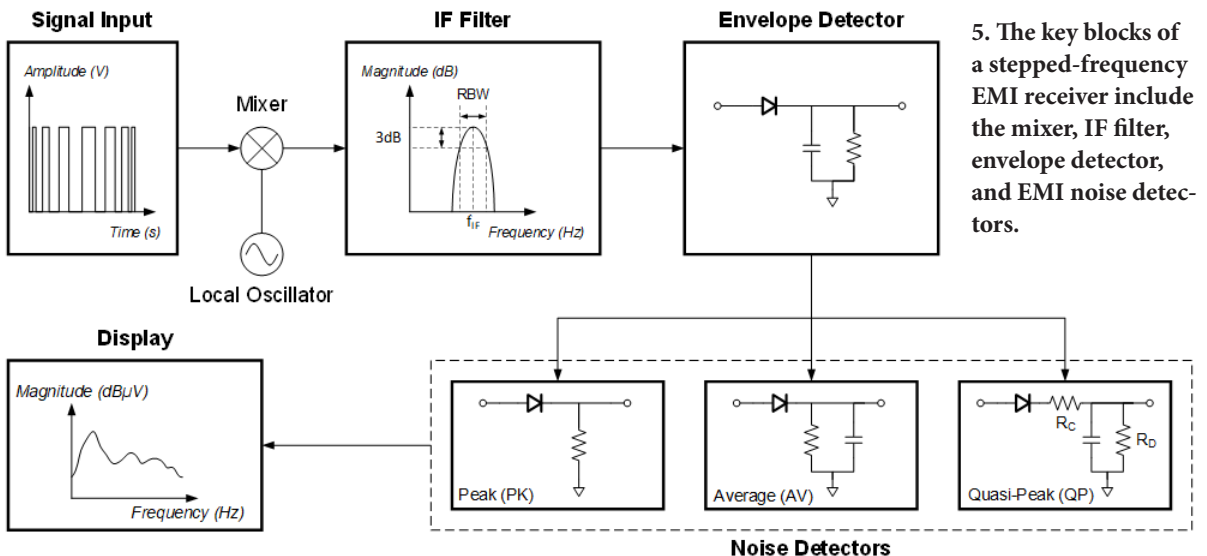 Signal Input
IF Filter
Envelope Detector
Amplitude (V)
Time (s)
Mixer
Local Oscillator
Magnitude (dB)
RBW
3dB
fIF
Frequency (Hz)
5. The key blocks of
a stepped-frequency
EMI receiver include
the mixer, IF filter,
envelope detector,
and EMI noise detec-
tors.
Display
Magnitude (dBµV)
Frequency (Hz)
Peak (PK)
Average (AV)
RC
RD
Quasi-Peak (QP)
Noise Detectors